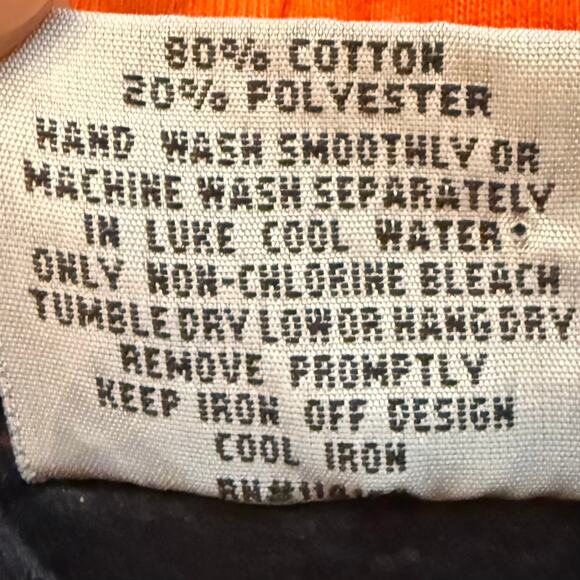 80% COTTON
20% POLYESTER
HAND WASH SMOOTHLY OR
MACHINE WASH SEPARATELY
IN LUKE COOL WATER.
ONLY NON-CHLORINE BLEACH
TUMBLE DRY LOW OR HANG DRY
REMOVE PROMPTLY
KEEP IRON OFF DESIGN
COOL IRON